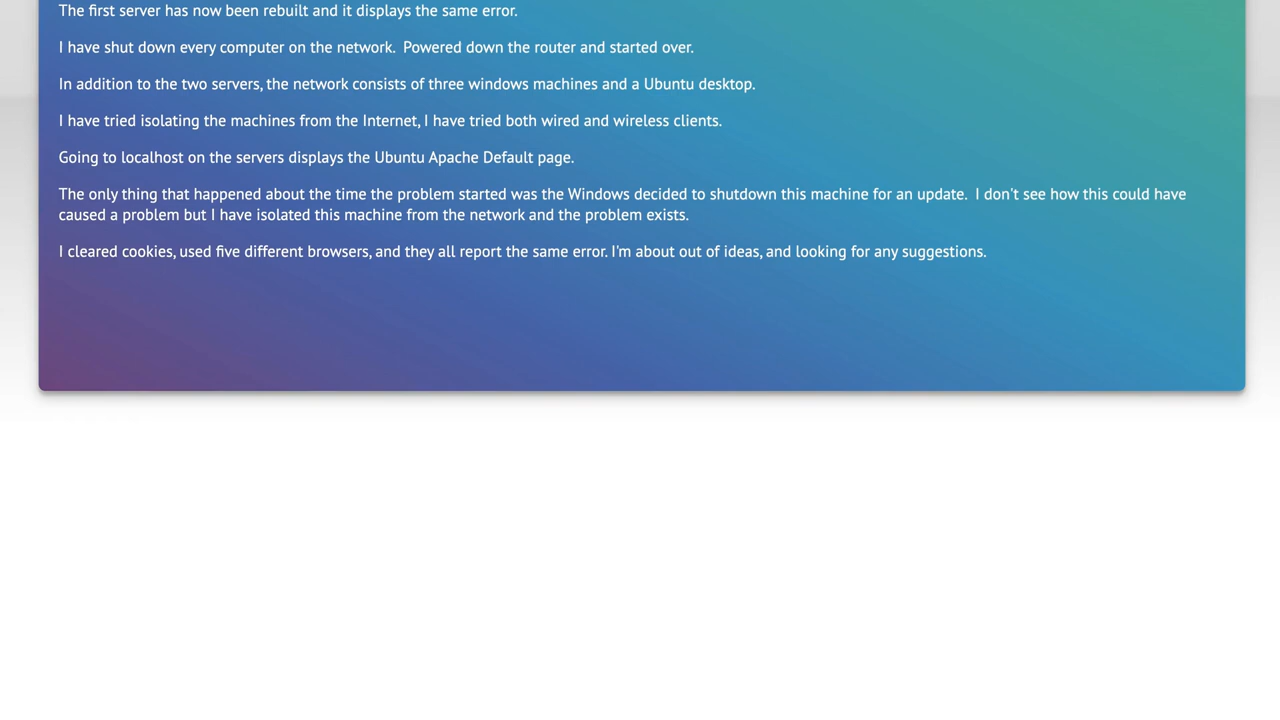 The first server has now been rebuilt and it displays the same error.
I have shut down every computer on the network.  Powered down the router and started over.
In addition to the two servers, the network consists of three windows machines and a Ubuntu desktop.
I have tried isolating the machines from the Internet, I have tried both wired and wireless clients.
Going to localhost on the servers displays the Ubuntu Apache Default page.
The only thing that happened about the time the problem started was the Windows decided to shutdown this machine for an update.  I don't see how this could have
caused a problem but I have isolated this machine from the network and the problem exists.
I cleared cookies, used five different browsers, and they all report the same error. I'm about out of ideas, and looking for any suggestions.